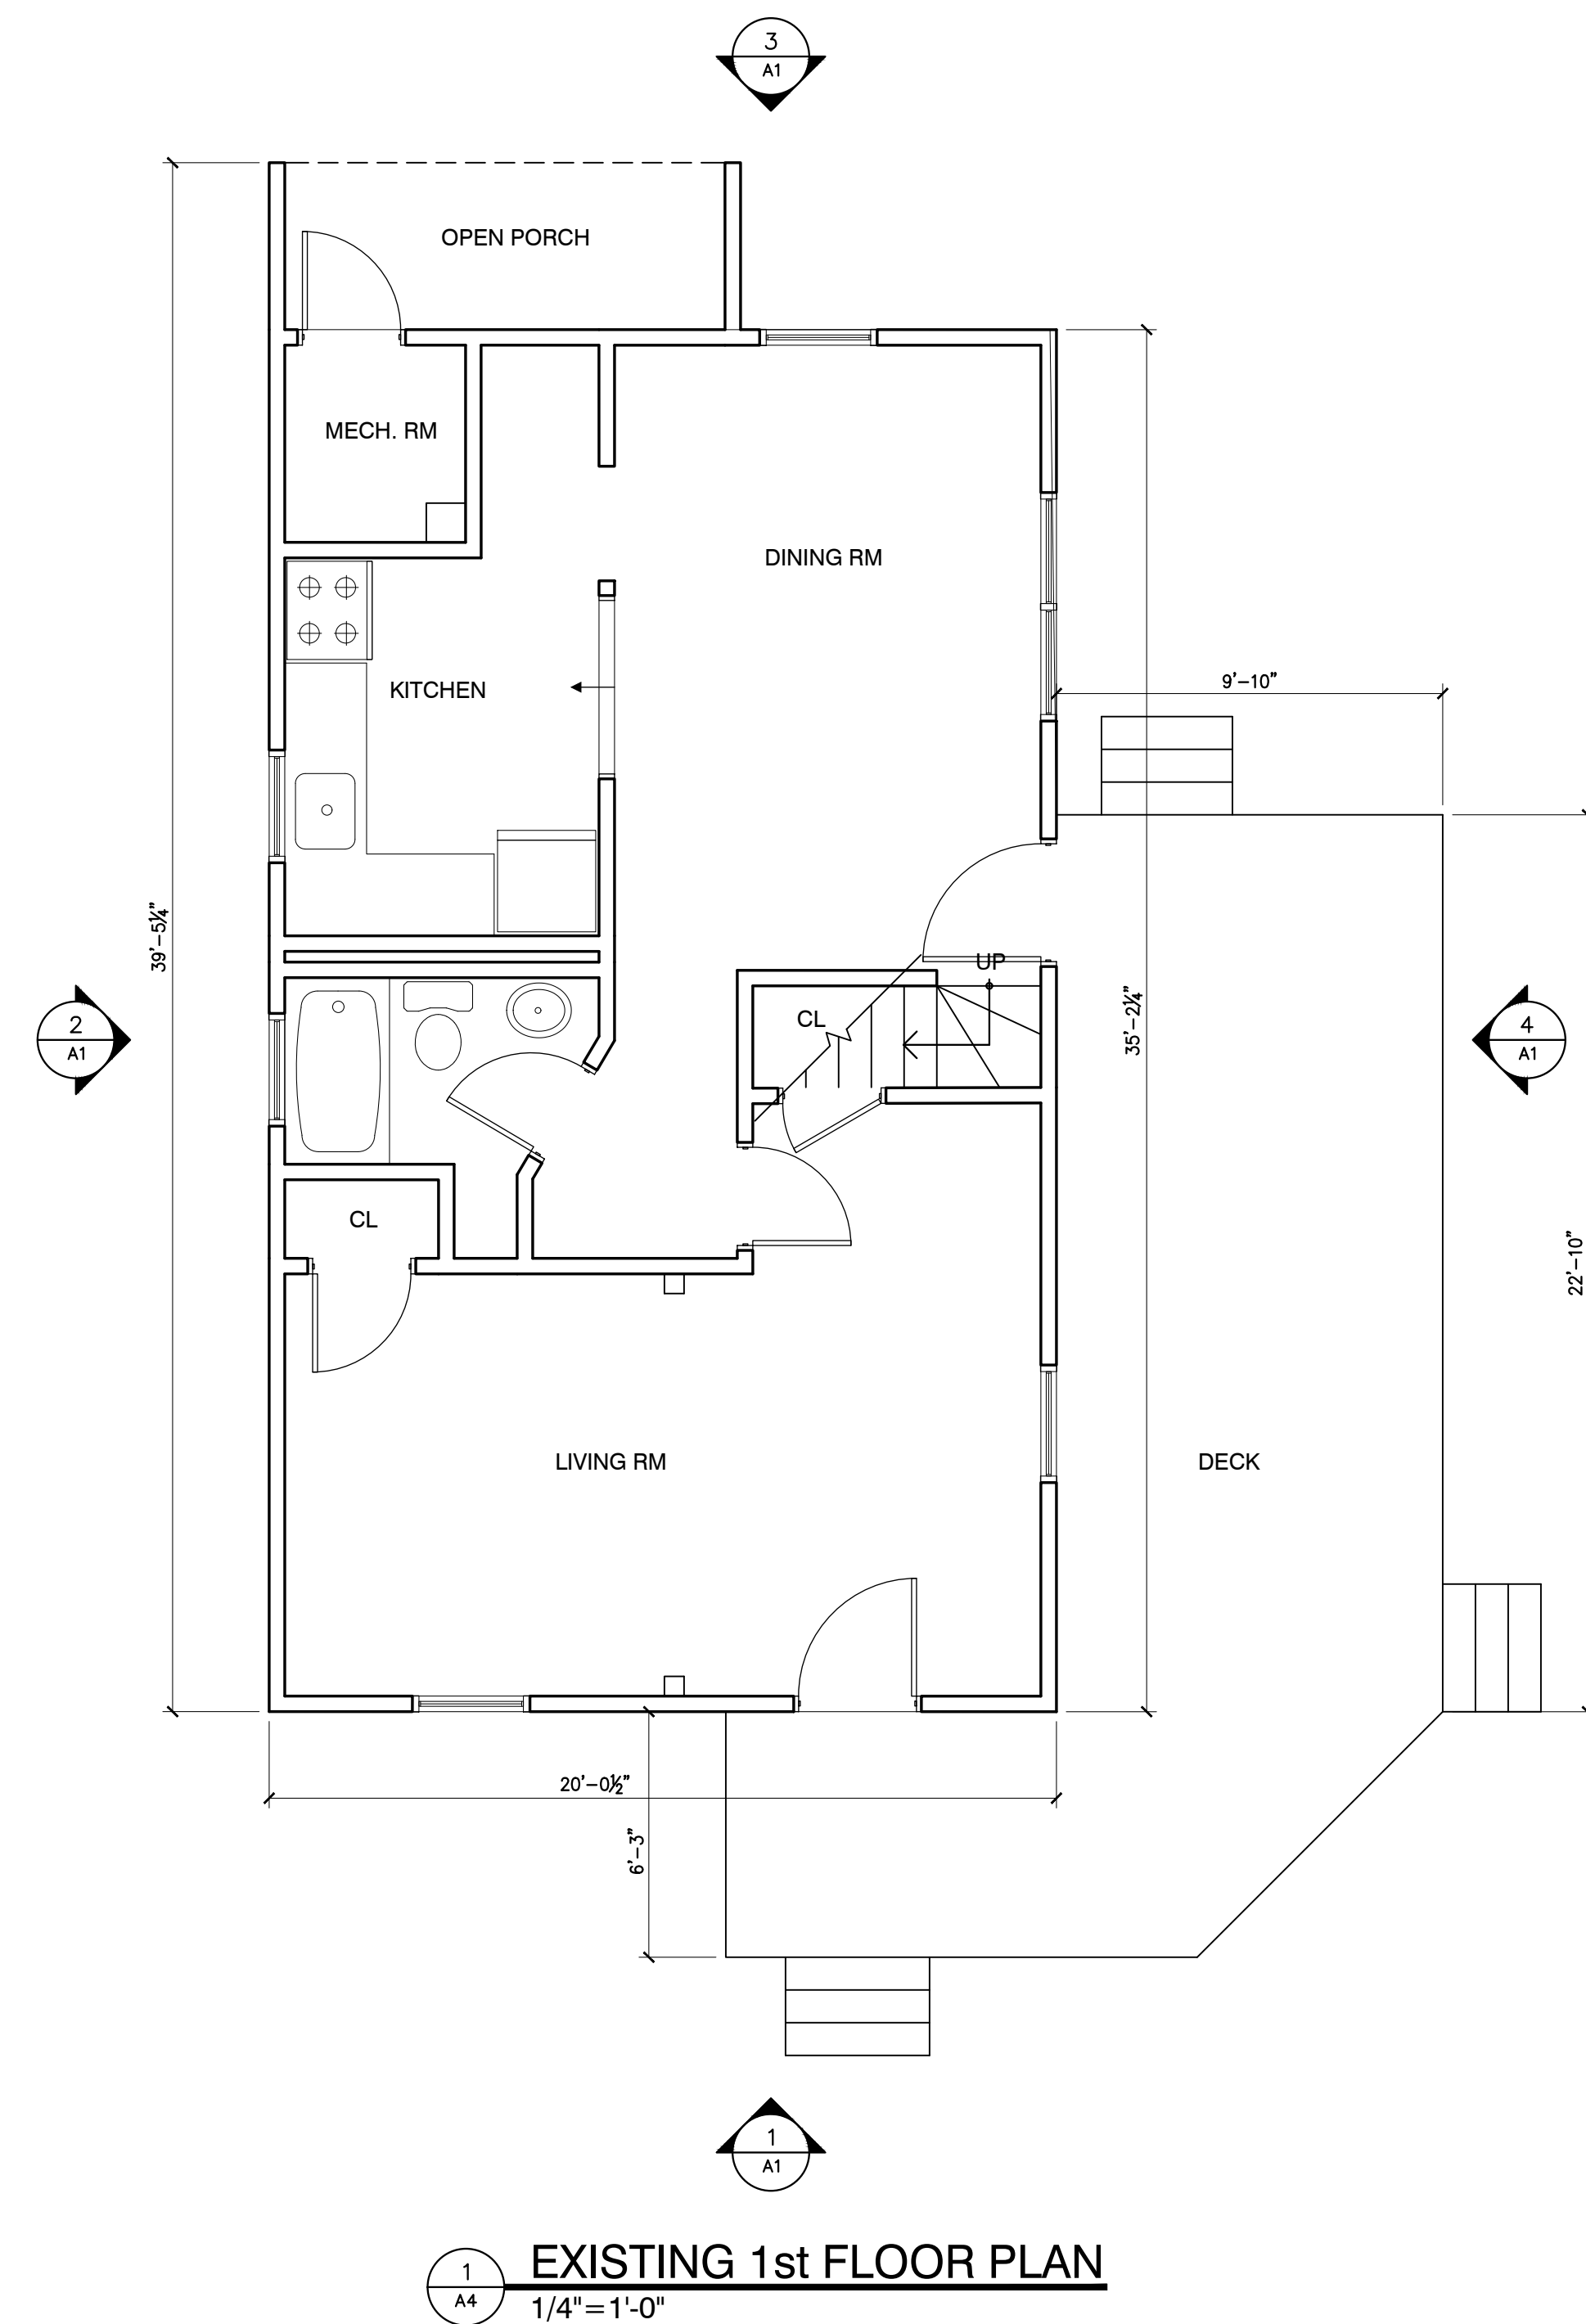 3
A1
OPEN PORCH
MECH. RM
DINING RM
9’–10”
KITCHEN
39’–5¼”
UP
CL
35’–2¼”
2
A1
4
A1
CL
22’–10”
LIVING RM
DECK
20’–0½”
6’–3”
1
A1
1
A4
EXISTING 1st FLOOR PLAN
1/4"=1'-0"